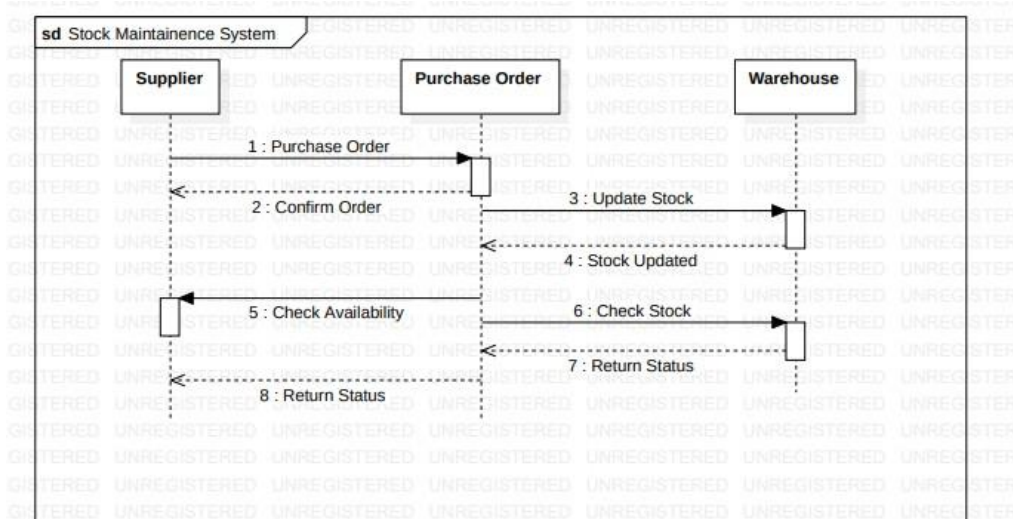 sd Stock Maintainence System
Supplier
Purchase Order
Warehouse
1 : Purchase Order
2 : Confirm Order
3 : Update Stock
4 : Stock Updated
5 : Check Availability
6 : Check Stock
7 : Return Status
8 : Return Status
UNREGISTERED